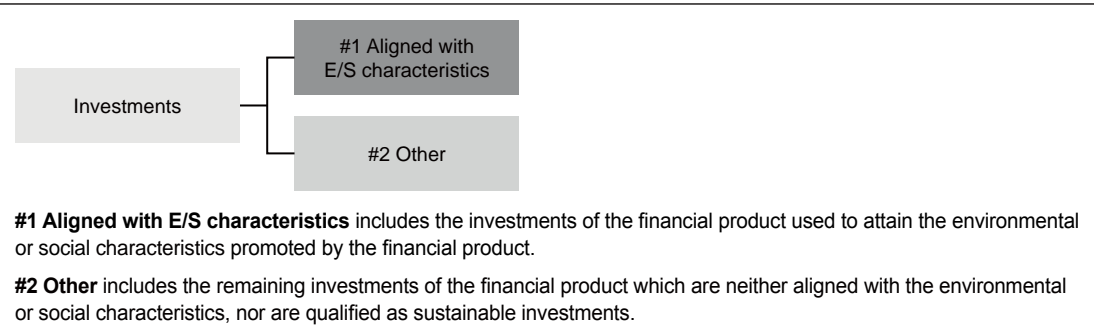 #1 Aligned with
E/S characteristics
Investments
#2 Other
#1 Aligned with E/S characteristics includes the investments of the financial product used to attain the environmental
or social characteristics promoted by the financial product.
#2 Other includes the remaining investments of the financial product which are neither aligned with the environmental
or social characteristics, nor are qualified as sustainable investments.